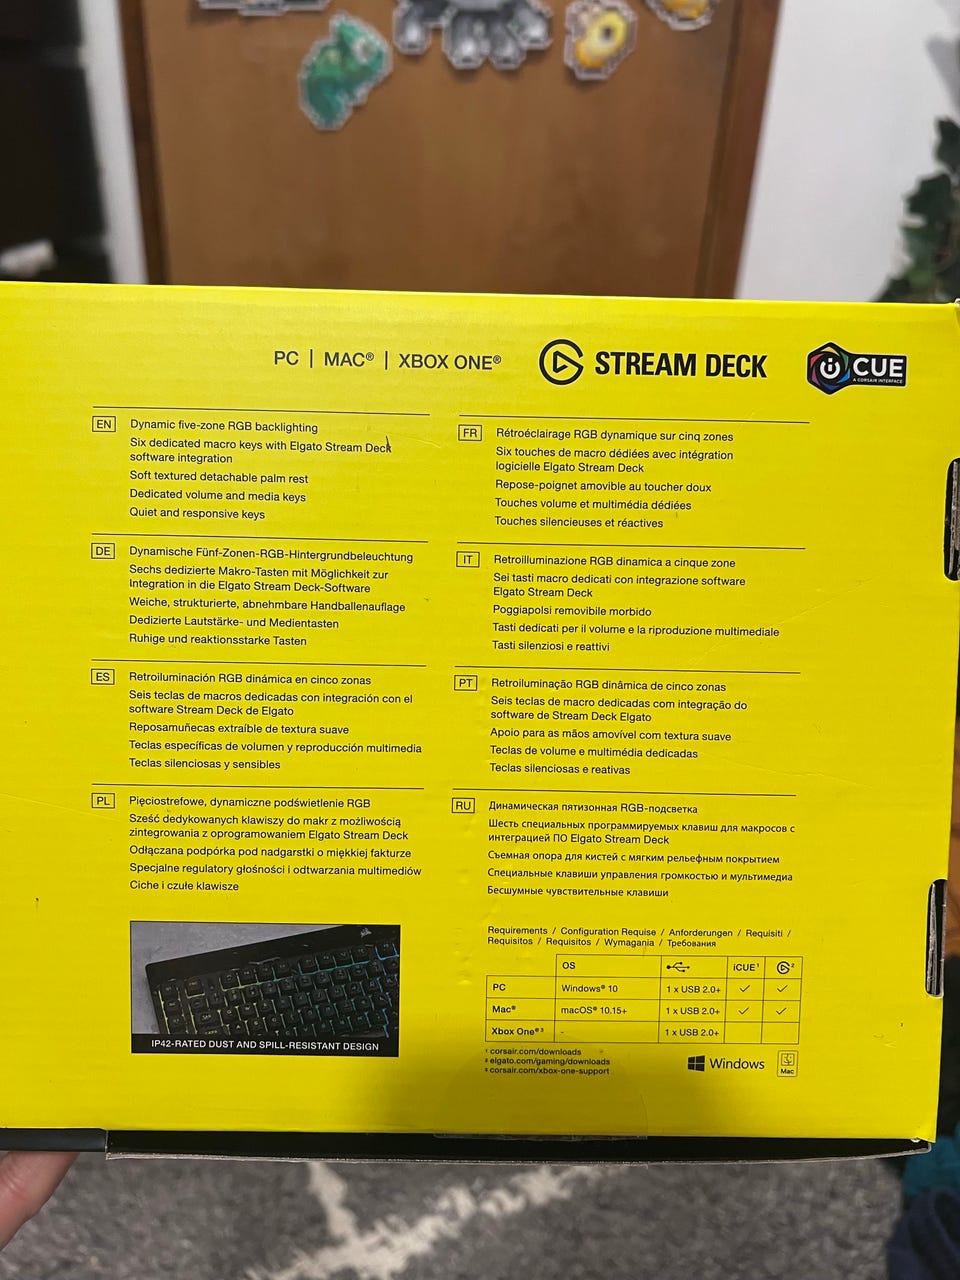 PC | MAC® | XBOX ONE®
STREAM DECK
iCUE
A CORSAIR INTERFACE
EN
Dynamic five-zone RGB backlighting
Six dedicated macro keys with Elgato Stream Deck
software integration
Soft textured detachable palm rest
Dedicated volume and media keys
Quiet and responsive keys
FR
Rétroéclairage RGB dynamique sur cinq zones
Six touches de macro dédiées avec intégration
logicielle Elgato Stream Deck
Repose-poignet amovible au toucher doux
Touches volume et multimédia dédiées
Touches silencieuses et réactives
DE
Dynamische Fünf-Zonen-RGB-Hintergrundbeleuchtung
Sechs dedizierte Makro-Tasten mit Möglichkeit zur
Integration in die Elgato Stream Deck-Software
Weiche, strukturierte, abnehmbare Handballenauflage
Dedizierte Lautstärke- und Medientasten
Ruhige und reaktionsstarke Tasten
IT
Retroilluminazione RGB dinamica a cinque zone
Sei tasti macro dedicati con integrazione software
Elgato Stream Deck
Poggiapolsi removibile morbido
Tasti dedicati per il volume e la riproduzione multimediale
Tasti silenziosi e reattivi
ES
Retroiluminación RGB dinámica en cinco zonas
Seis teclas de macros dedicadas con integración con el
software Stream Deck de Elgato
Reposamuñecas extraíble de textura suave
Teclas específicas de volumen y reproducción multimedia
Teclas silenciosas y sensibles
PT
Retroiluminação RGB dinâmica de cinco zonas
Seis teclas de macro dedicadas com integração do
software de Stream Deck Elgato
Apoio para as mãos amovível com textura suave
Teclas de volume e multimédia dedicadas
Teclas silenciosas e reativas
PL
Pięciostrefowe, dynamiczne podświetlenie RGB
Sześć dedykowanych klawiszy do makr z możliwością
zintegrowania z oprogramowaniem Elgato Stream Deck
Odłączana podpórka pod nadgarstki o miękkiej fakturze
Specjalne regulatory głośności i odtwarzania multimediów
Ciche i czułe klawisze
RU
Динамическая пятизонная RGB-подсветка
Шесть специальных программируемых клавиш для макросов с
интеграцией ПО Elgato Stream Deck
Съемная опора для кистей с мягким рельефным покрытием
Специальные клавиши управления громкостью и мультимедиа
Бесшумные чувствительные клавиши
IP42-RATED DUST AND SPILL-RESISTANT DESIGN
Requirements / Configuration Requise / Anforderungen / Requisiti /
Requisitos / Requisitos / Wymagania / Требования
OS iCUE¹ ²
PC Windows® 10 1 x USB 2.0+ ✓ ✓
Mac® macOS® 10.15+ 1 x USB 2.0+ ✓ ✓
Xbox One®³ - 1 x USB 2.0+
¹ corsair.com/downloads
² elgato.com/gaming/downloads
³ corsair.com/xbox-one-support
Windows
Mac